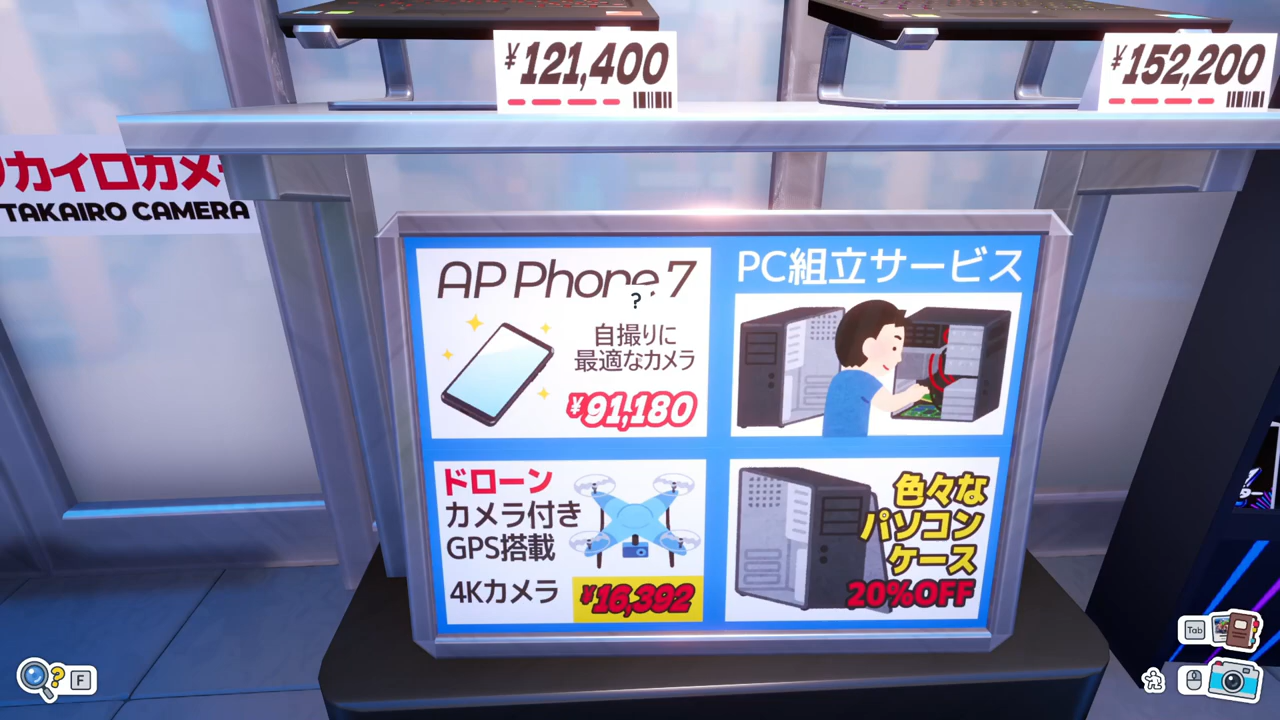 ¥121,400
¥152,200
カイロカメ
TAKAIRO CAMERA
AP Phone 7
?
自撮りに
最適なカメラ
¥91,180
PC組立サービス
ドローン
カメラ付き
GPS搭載
4Kカメラ
¥16,392
色々な
パソコン
ケース
20%OFF
Tab
? F